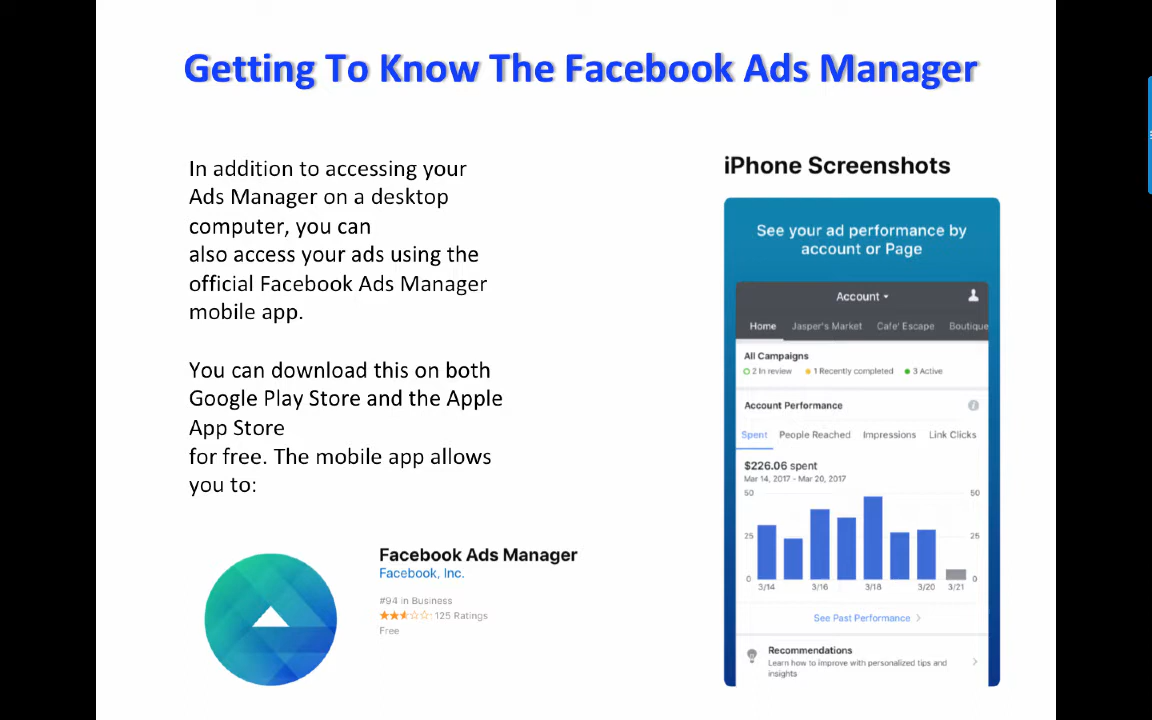 Getting To Know The Facebook Ads Manager
In addition to accessing your
Ads Manager on a desktop
computer, you can
also access your ads using the
official Facebook Ads Manager
mobile app.
You can download this on both
Google Play Store and the Apple
App Store
for free. The mobile app allows
you to:
Facebook Ads Manager
Facebook, Inc.
#94 in Business
125 Ratings
Free
iPhone Screenshots
See your ad performance by
account or Page
Account
Home Jasper's Market Cafe' Escape Boutique
All Campaigns
2 In review 1 Recently completed 3 Active
Account Performance
Spent People Reached Impressions Link Clicks
$226.06 spent
Mar 14, 2017 - Mar 20, 2017
50 50
25 25
0 0
3/14 3/16 3/18 3/20 3/21
See Past Performance
Recommendations
Learn how to improve with personalized tips and
insights